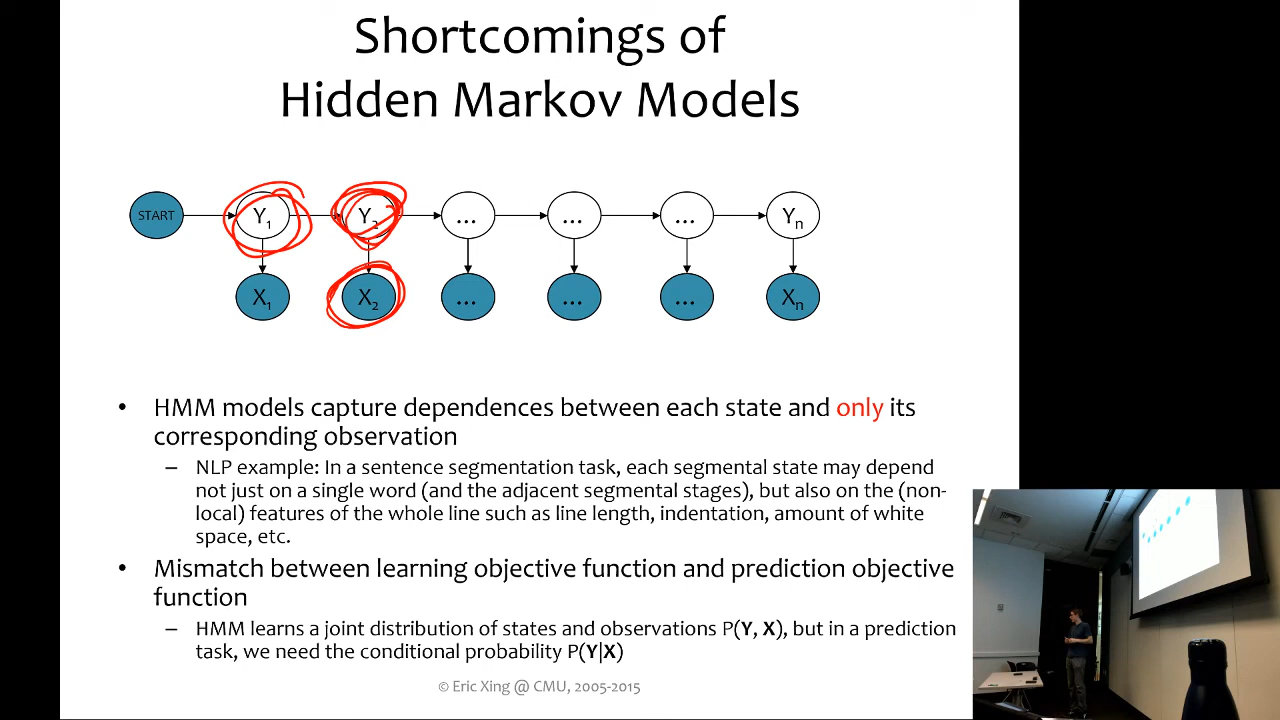 Shortcomings of
Hidden Markov Models
START Y1 Y2 ... ... ... Yn
X1 X2 ... ... ... Xn
• HMM models capture dependences between each state and only its
corresponding observation
– NLP example: In a sentence segmentation task, each segmental state may depend
not just on a single word (and the adjacent segmental stages), but also on the (non-
local) features of the whole line such as line length, indentation, amount of white
space, etc.
• Mismatch between learning objective function and prediction objective
function
– HMM learns a joint distribution of states and observations P(Y, X), but in a prediction
task, we need the conditional probability P(Y|X)
© Eric Xing @ CMU, 2005-2015